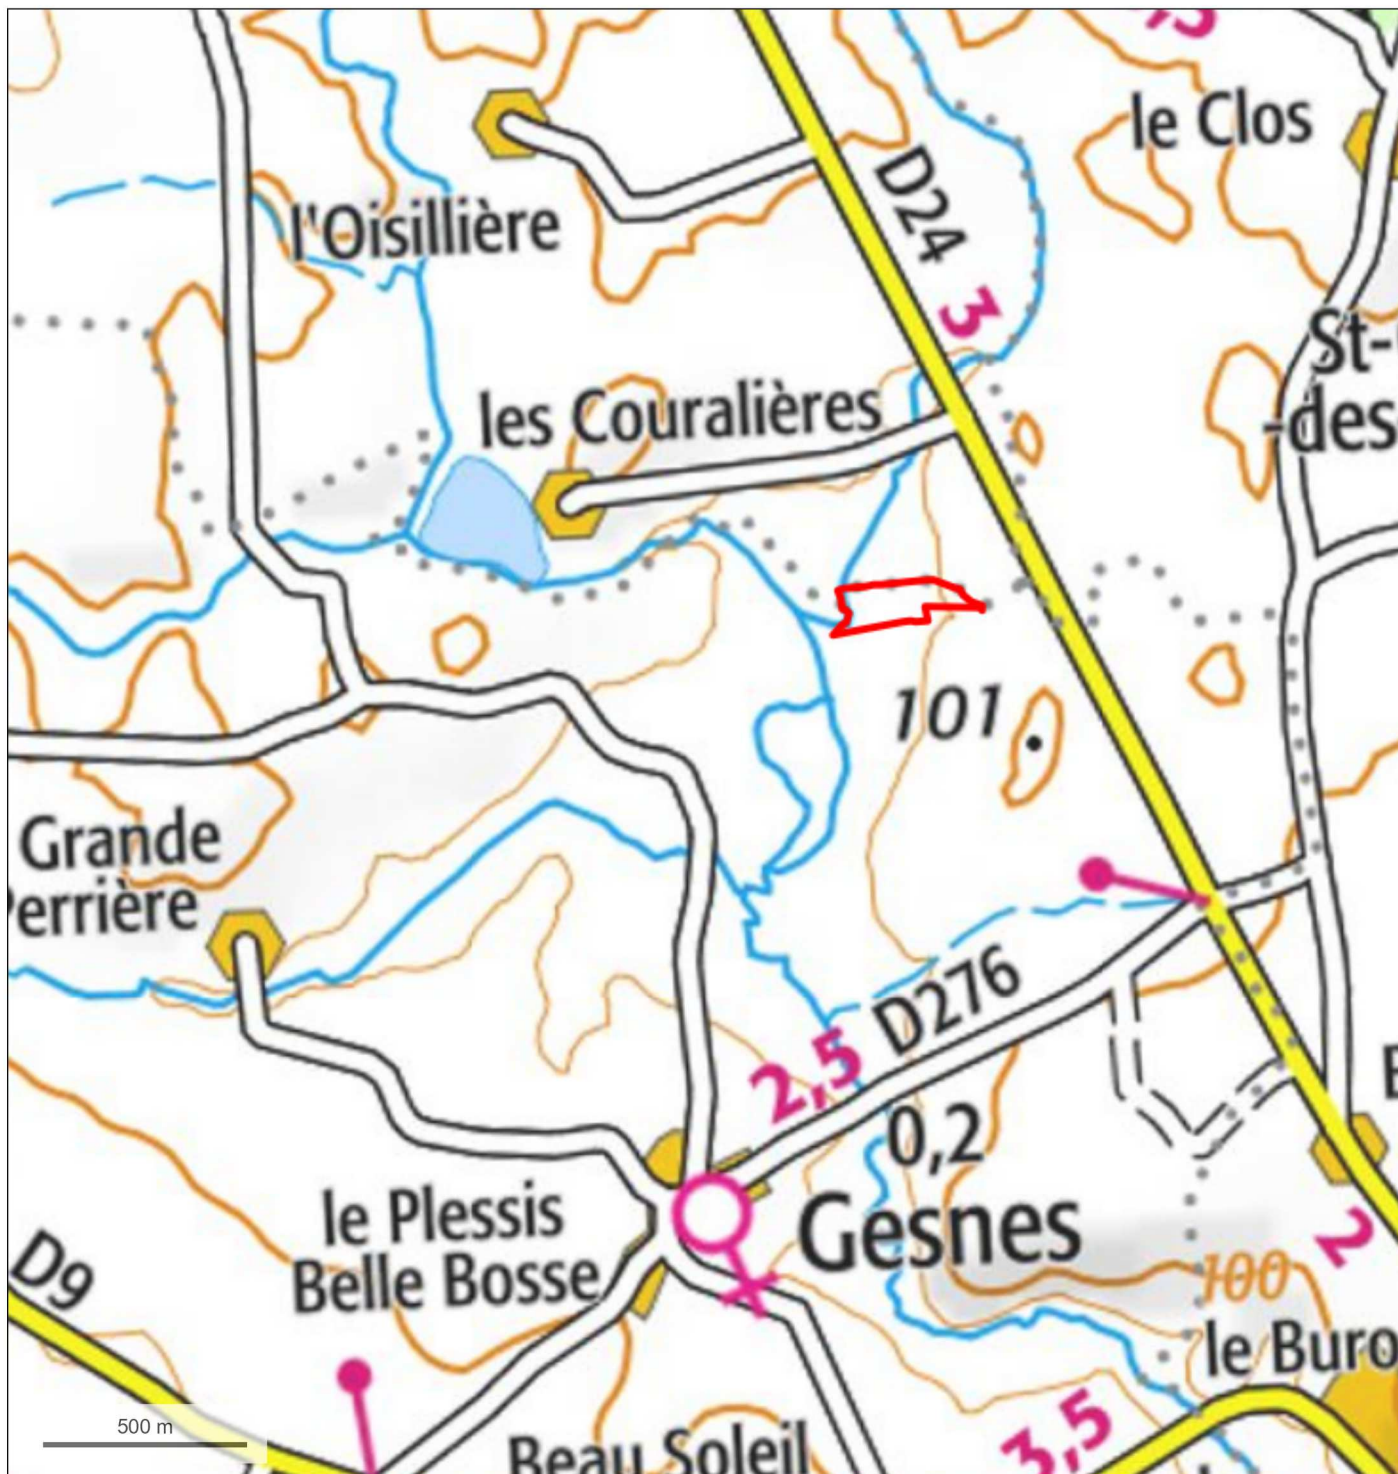 le Clos
D24
l'Oisillière
3
St-
-des
les Couralières
101
Grande
D276
2,5
0,2
Gesnes
le Plessis
Belle Bosse
D9
2
100
le Buro
500 m
3,5
Beau Soleil